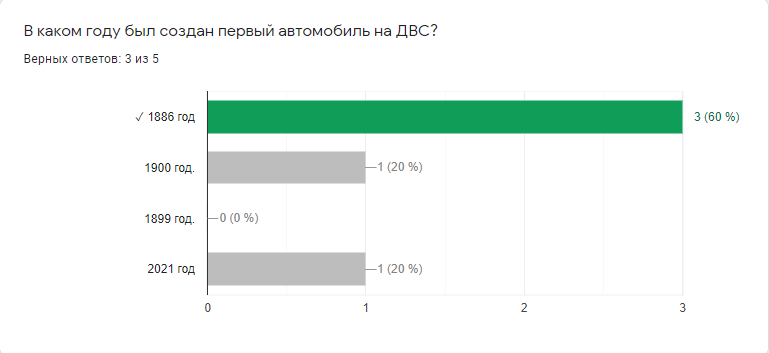 В каком году был создан первый автомобиль на ДВС?
Верных ответов: 3 из 5
✓ 1886 год
3 (60 %)
1900 год.
1 (20 %)
1899 год.
0 (0 %)
2021 год
1 (20 %)
0
1
2
3